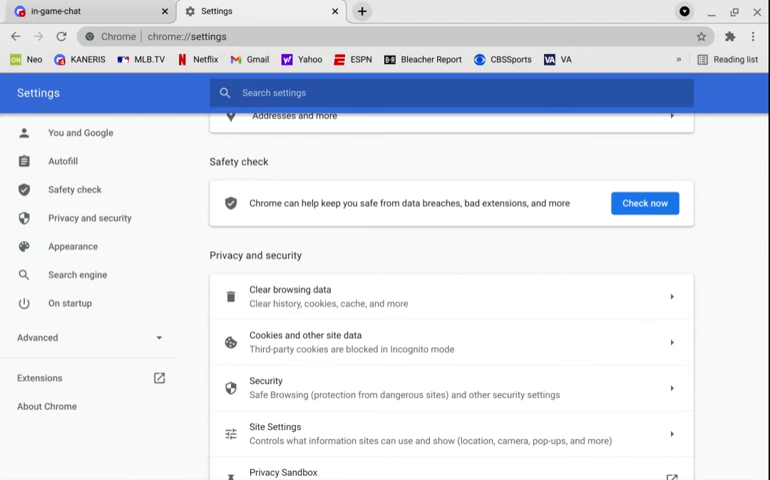 in-game-chat
Settings
Chrome | chrome://settings
Neo KANERIS MLB.TV Netflix Gmail Yahoo ESPN Bleacher Report CBSSports VA » Reading list
Settings
Search settings
You and Google
Autofill
Safety check
Privacy and security
Appearance
Search engine
On startup
Advanced
Extensions
About Chrome
Addresses and more
Safety check
Chrome can help keep you safe from data breaches, bad extensions, and more
Check now
Privacy and security
Clear browsing data
Clear history, cookies, cache, and more
Cookies and other site data
Third-party cookies are blocked in Incognito mode
Security
Safe Browsing (protection from dangerous sites) and other security settings
Site Settings
Controls what information sites can use and show (location, camera, pop-ups, and more)
Privacy Sandbox